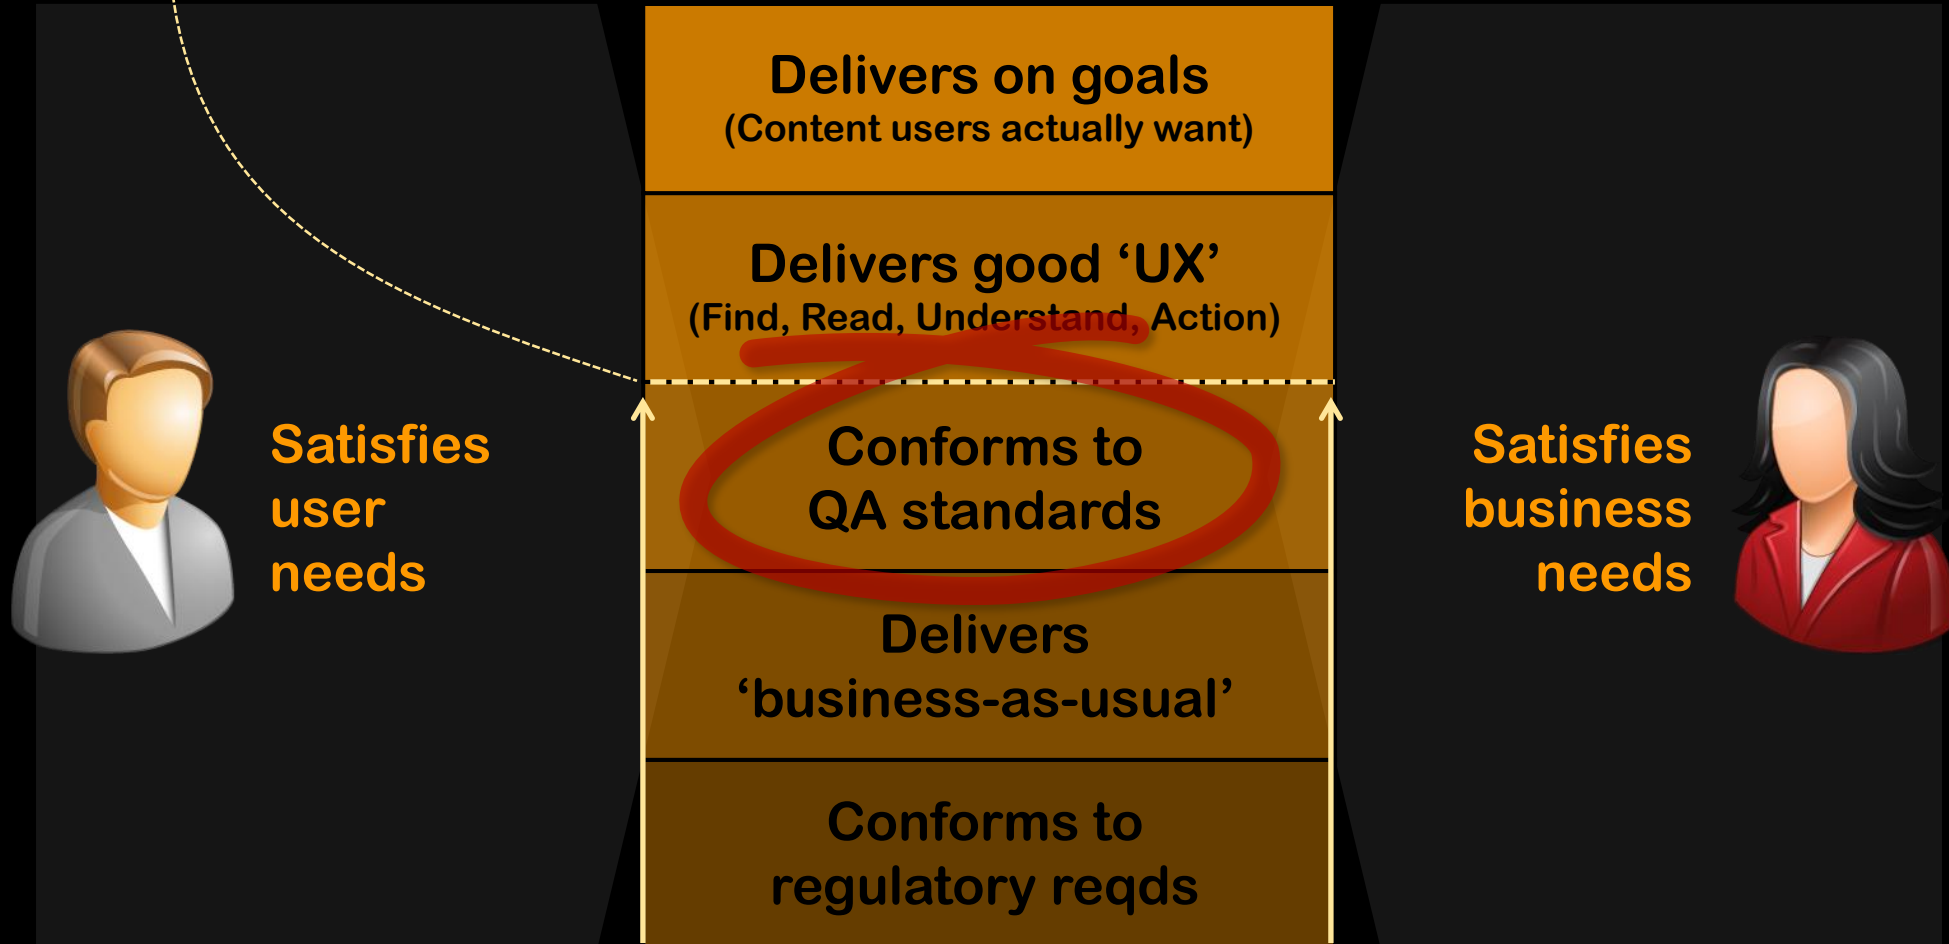 Delivers on goals
(Content users actually want)
Delivers good ‘UX’
(Find, Read, Understand, Action)
Satisfies
user
needs
Conforms to
QA standards
Satisfies
business
needs
Delivers
‘business-as-usual’
Conforms to
regulatory reqds